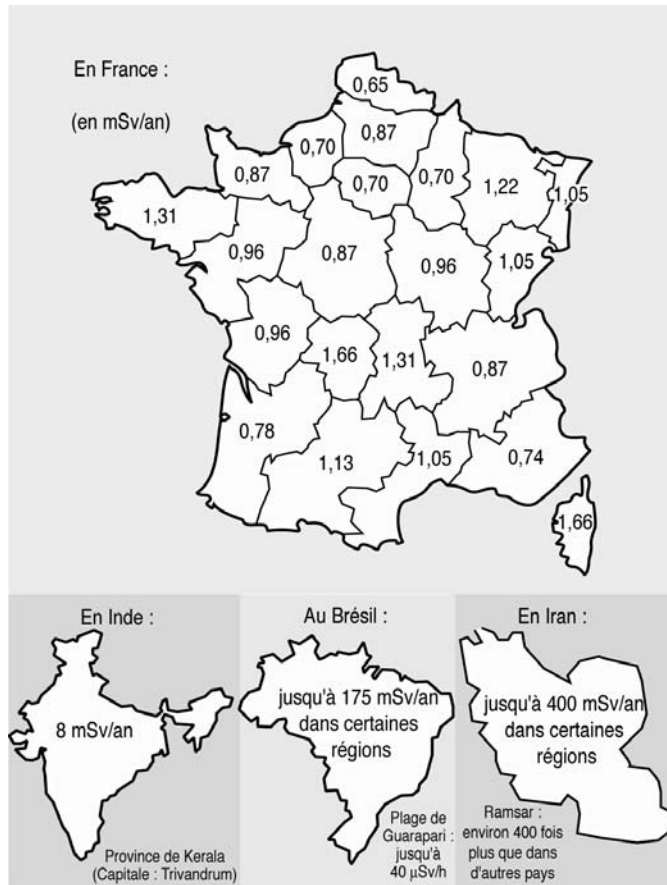 En France :
(en mSv/an)
0,65
0,87
0,70
0,87
0,70
0,70
1,22
1,05
1,31
0,96
0,87
0,96
1,05
0,96
1,66
1,31
0,87
0,78
1,13
1,05
0,74
1,66
En Inde :
8 mSv/an
Province de Kerala
(Capitale : Trivandrum)
Au Brésil :
jusqu'à 175 mSv/an
dans certaines
régions
Plage de
Guarapari :
jusqu'à
40 µSv/h
En Iran :
jusqu'à 400 mSv/an
dans certaines
régions
Ramsar :
environ 400 fois
plus que dans
d'autres pays